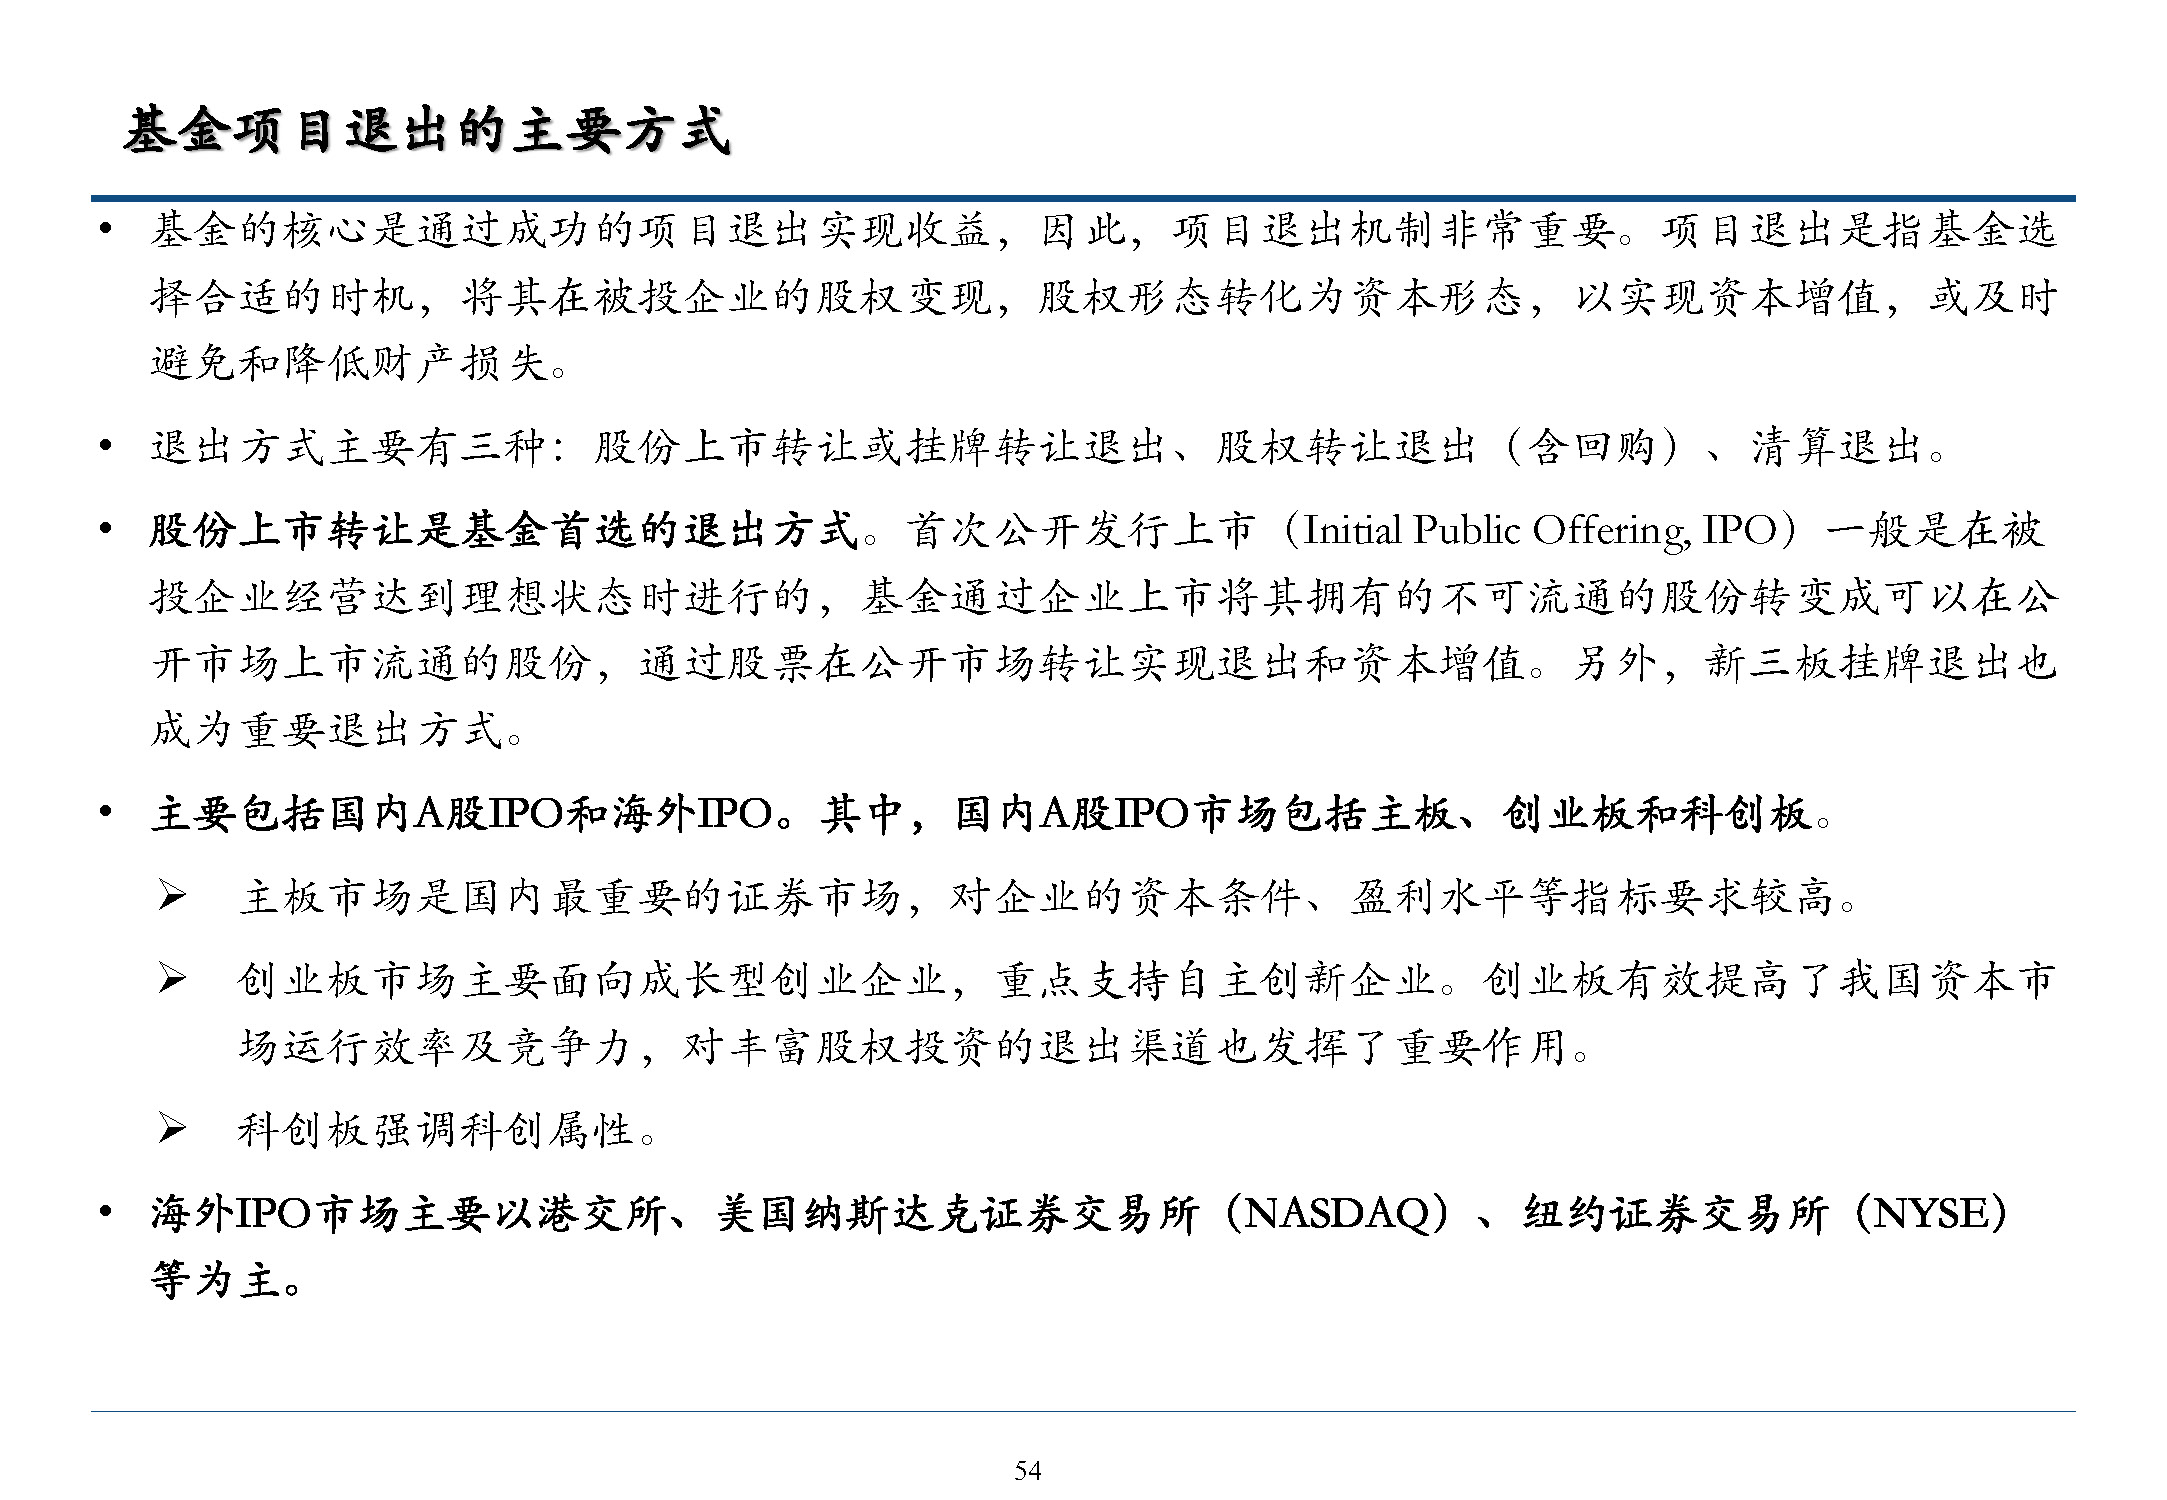 基金项目退出的主要方式
• 基金的核心是通过成功的项目退出实现收益，因此，项目退出机制非常重要。项目退出是指基金选
择合适的时机，将其在被投企业的股权变现，股权形态转化为资本形态，以实现资本增值，或及时
避免和降低财产损失。
• 退出方式主要有三种：股份上市转让或挂牌转让退出、股权转让退出（含回购）、清算退出。
• 股份上市转让是基金首选的退出方式。首次公开发行上市（Initial Public Offering, IPO）一般是在被
投企业经营达到理想状态时进行的，基金通过企业上市将其拥有的不可流通的股份转变成可以在公
开市场上市流通的股份，通过股票在公开市场转让实现退出和资本增值。另外，新三板挂牌退出也
成为重要退出方式。
• 主要包括国内A股IPO和海外IPO。其中，国内A股IPO市场包括主板、创业板和科创板。
➢ 主板市场是国内最重要的证券市场，对企业的资本条件、盈利水平等指标要求较高。
➢ 创业板市场主要面向成长型创业企业，重点支持自主创新企业。创业板有效提高了我国资本市
场运行效率及竞争力，对丰富股权投资的退出渠道也发挥了重要作用。
➢ 科创板强调科创属性。
• 海外IPO市场主要以港交所、美国纳斯达克证券交易所（NASDAQ）、纽约证券交易所（NYSE）
等为主。
54